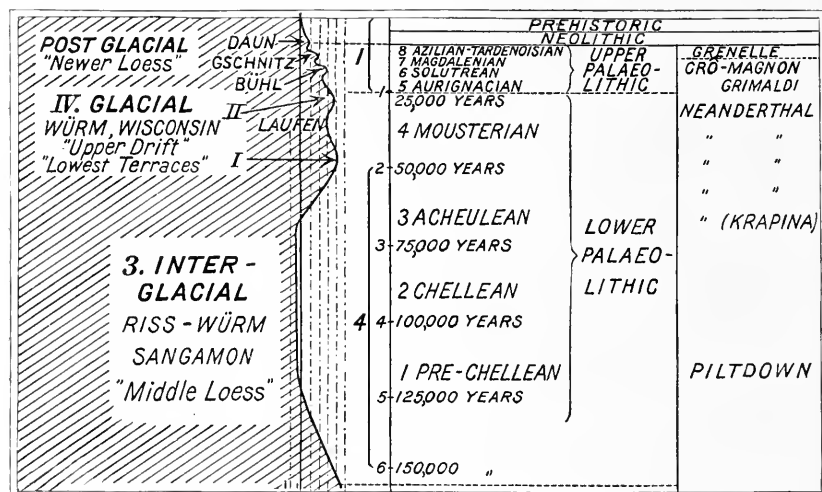 POST GLACIAL
"Newer Loess"
DAUN
GSCHNITZ
BÜHL
IV. GLACIAL
WÜRM, WISCONSIN
"Upper Drift"
"Lowest Terraces"
II
LAUFEN
I
3. INTER-
GLACIAL
RISS-WÜRM
SANGAMON
"Middle Loess"
1
4
PREHISTORIC
NEOLITHIC
8 AZILIAN-TARDENOISIAN
7 MAGDALENIAN
6 SOLUTREAN
5 AURIGNACIAN
1
25,000 YEARS
4 MOUSTERIAN
2-50,000 YEARS
3 ACHEULEAN
3-75,000 YEARS
2 CHELLEAN
4-100,000 YEARS
1 PRE-CHELLEAN
5-125,000 YEARS
6-150,000 "
UPPER
PALAEO-
LITHIC
LOWER
PALAEO-
LITHIC
GRENELLE
CRÔ-MAGNON
GRIMALDI
NEANDERTHAL
" "
" "
" "
" (KRAPINA)
PILTDOWN